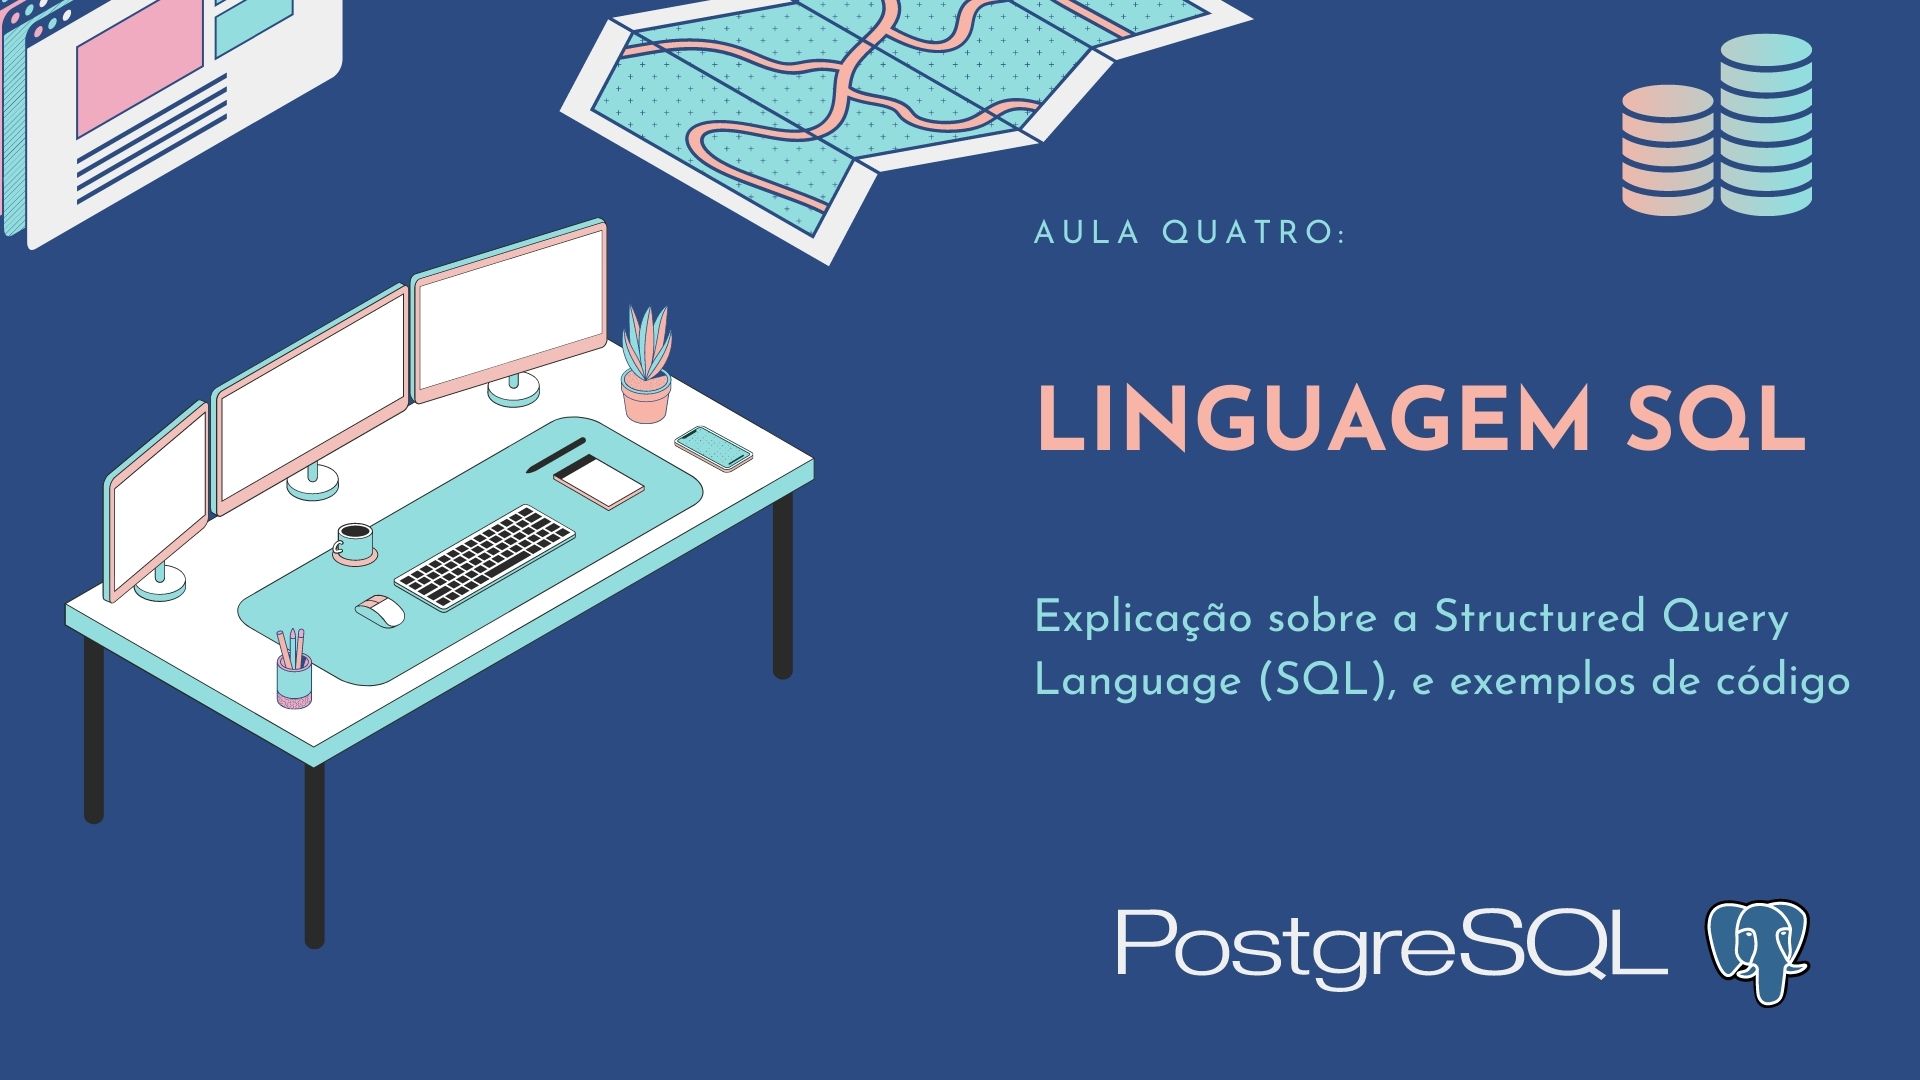 AULA QUATRO:
LINGUAGEM SQL
Explicação sobre a Structured Query
Language (SQL), e exemplos de código
PostgreSQL